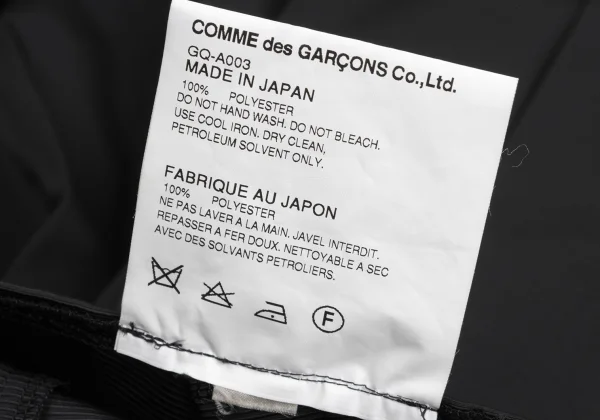 COMME des GARÇONS Co.,Ltd.
GQ-A003
MADE IN JAPAN
100% POLYESTER
DO NOT HAND WASH. DO NOT BLEACH.
USE COOL IRON. DRY CLEAN,
PETROLEUM SOLVENT ONLY.
FABRIQUE AU JAPON
100% POLYESTER
NE PAS LAVER A LA MAIN. JAVEL INTERDIT.
REPASSER A FER DOUX. NETTOYABLE A SEC
AVEC DES SOLVANTS PETROLIERS.
F